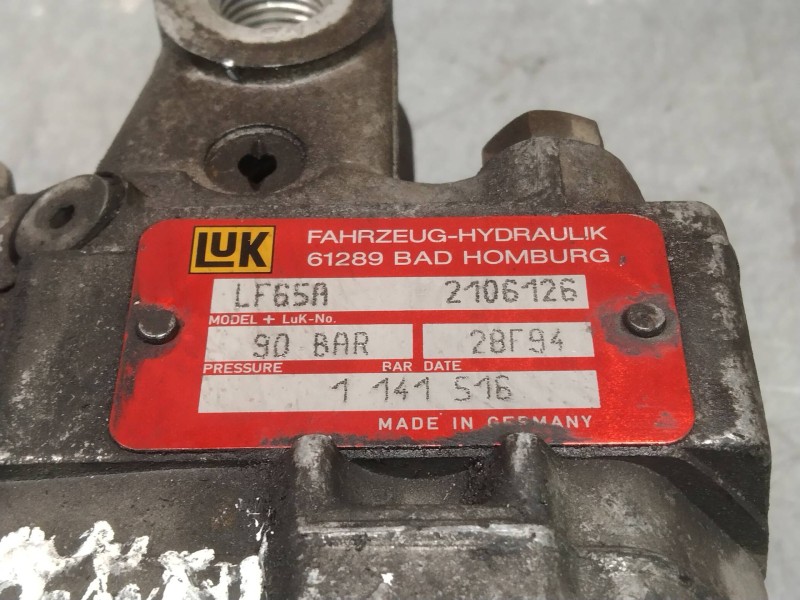 LUK
FAHRZEUG-HYDRAULIK
61289 BAD HOMBURG
LF65A 2106126
MODEL + LuK-No.
90 BAR 28F94
PRESSURE BAR DATE
1 141 516
MADE IN GERMANY